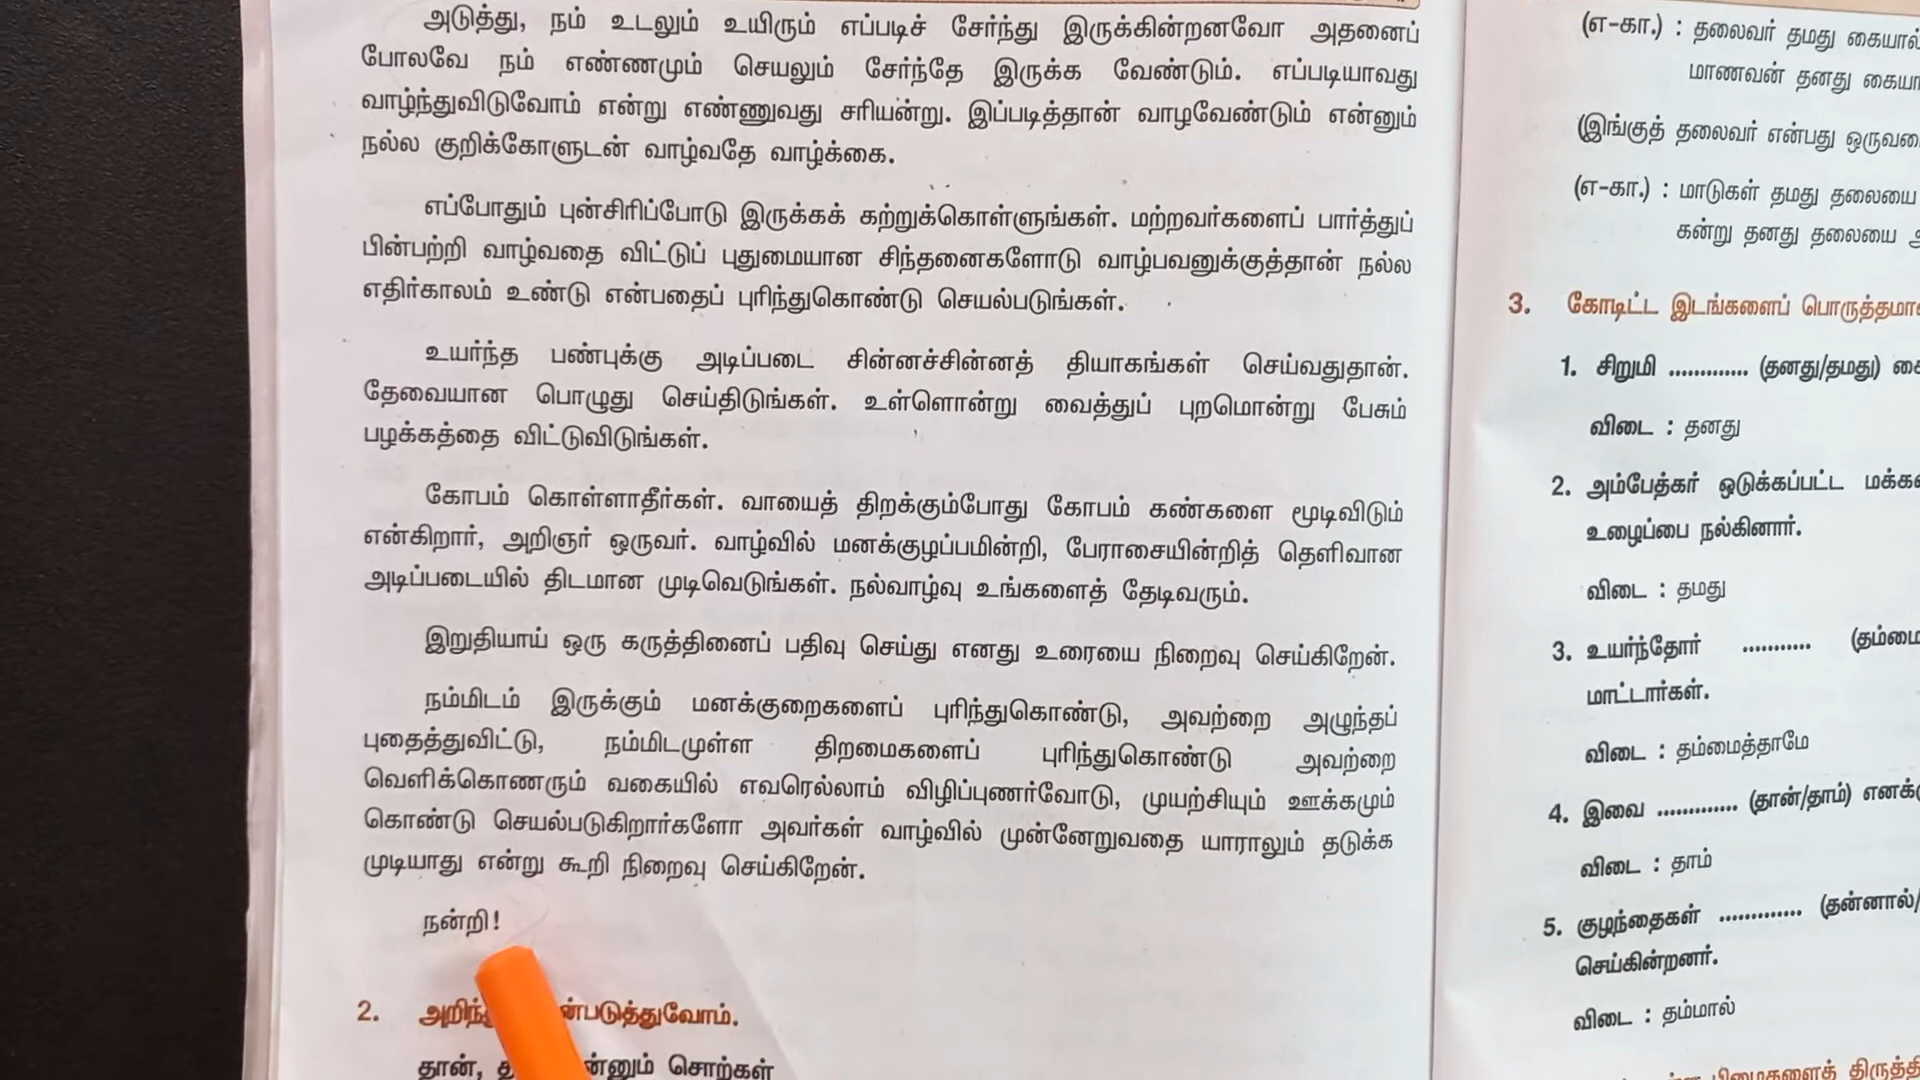 அடுத்து, நம் உடலும் உயிரும் எப்படிச் சேர்ந்து இருக்கின்றனவோ அதனைப்
போலவே நம் எண்ணமும் செயலும் சேர்ந்தே இருக்க வேண்டும். எப்படியாவது
வாழ்ந்துவிடுவோம் என்று எண்ணுவது சரியன்று. இப்படித்தான் வாழவேண்டும் என்னும்
நல்ல குறிக்கோளுடன் வாழ்வதே வாழ்க்கை.
எப்போதும் புன்சிரிப்போடு இருக்கக் கற்றுக்கொள்ளுங்கள். மற்றவர்களைப் பார்த்துப்
பின்பற்றி வாழ்வதை விட்டுப் புதுமையான சிந்தனைகளோடு வாழ்பவனுக்குத்தான் நல்ல
எதிர்காலம் உண்டு என்பதைப் புரிந்துகொண்டு செயல்படுங்கள்.
உயர்ந்த பண்புக்கு அடிப்படை சின்னச்சின்னத் தியாகங்கள் செய்வதுதான்.
தேவையான பொழுது செய்திடுங்கள். உள்ளொன்று வைத்துப் புறமொன்று பேசும்
பழக்கத்தை விட்டுவிடுங்கள்.
கோபம் கொள்ளாதீர்கள். வாயைத் திறக்கும்போது கோபம் கண்களை மூடிவிடும்
என்கிறார், அறிஞர் ஒருவர். வாழ்வில் மனக்குழப்பமின்றி, பேராசையின்றித் தெளிவான
அடிப்படையில் திடமான முடிவெடுங்கள். நல்வாழ்வு உங்களைத் தேடிவரும்.
இறுதியாய் ஒரு கருத்தினைப் பதிவு செய்து எனது உரையை நிறைவு செய்கிறேன்.
நம்மிடம் இருக்கும் மனக்குறைகளைப் புரிந்துகொண்டு, அவற்றை அழுந்தப்
புதைத்துவிட்டு, நம்மிடமுள்ள திறமைகளைப் புரிந்துகொண்டு அவற்றை
வெளிக்கொணரும் வகையில் எவரெல்லாம் விழிப்புணர்வோடு, முயற்சியும் ஊக்கமும்
கொண்டு செயல்படுகிறார்களோ அவர்கள் வாழ்வில் முன்னேறுவதை யாராலும் தடுக்க
முடியாது என்று கூறி நிறைவு செய்கிறேன்.
நன்றி!
2.
தான், சொற்கள்
(எ-கா.) : தலைவர் தமது கையால்
மாணவன் தனது
(இங்குத் தலைவர் என்பது
(எ-கா.) : மாடுகள் தமது தலையை
கன்று தனது தலையை
3. கோடிட்ட இடங்களைப்
1. சிறுமி ............. (தனது/தமது)
விடை : தனது
2. அம்பேத்கர் ஒடுக்கப்பட்ட
உழைப்பை நல்கினார்.
விடை : தமது
3. உயர்ந்தோர் ...........
மாட்டார்கள்.
விடை : தம்மைத்தாமே
4. இவை ............. (தான்/தாம்)
விடை : தாம்
5. குழந்தைகள் ............. (தன்னால்/
செய்கின்றனர்.
விடை : தம்மால்